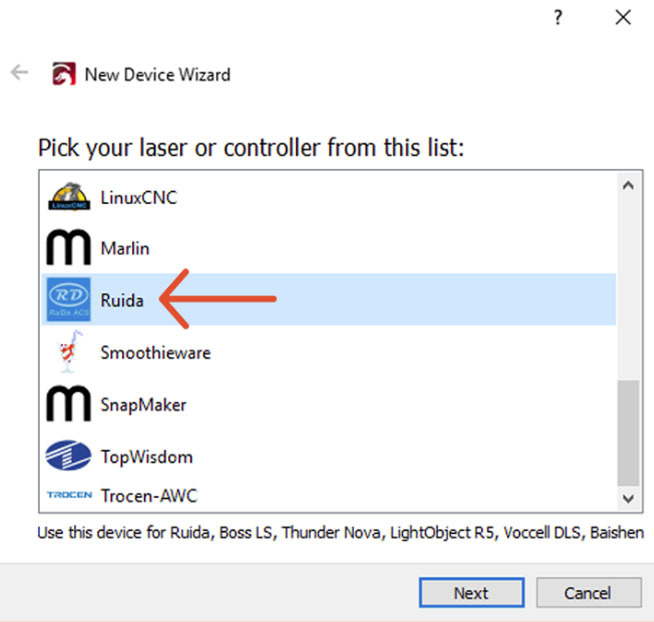 ?
New Device Wizard
Pick your laser or controller from this list:
LinuxCNC
LinuxCNC
m Marlin
RD
RuiDa ACS
Ruida
Smoothieware
m SnapMaker
TopWisdom
TROCEN Trocen-AWC
Use this device for Ruida, Boss LS, Thunder Nova, LightObject R5, Voccell DLS, Baishen
Next Cancel